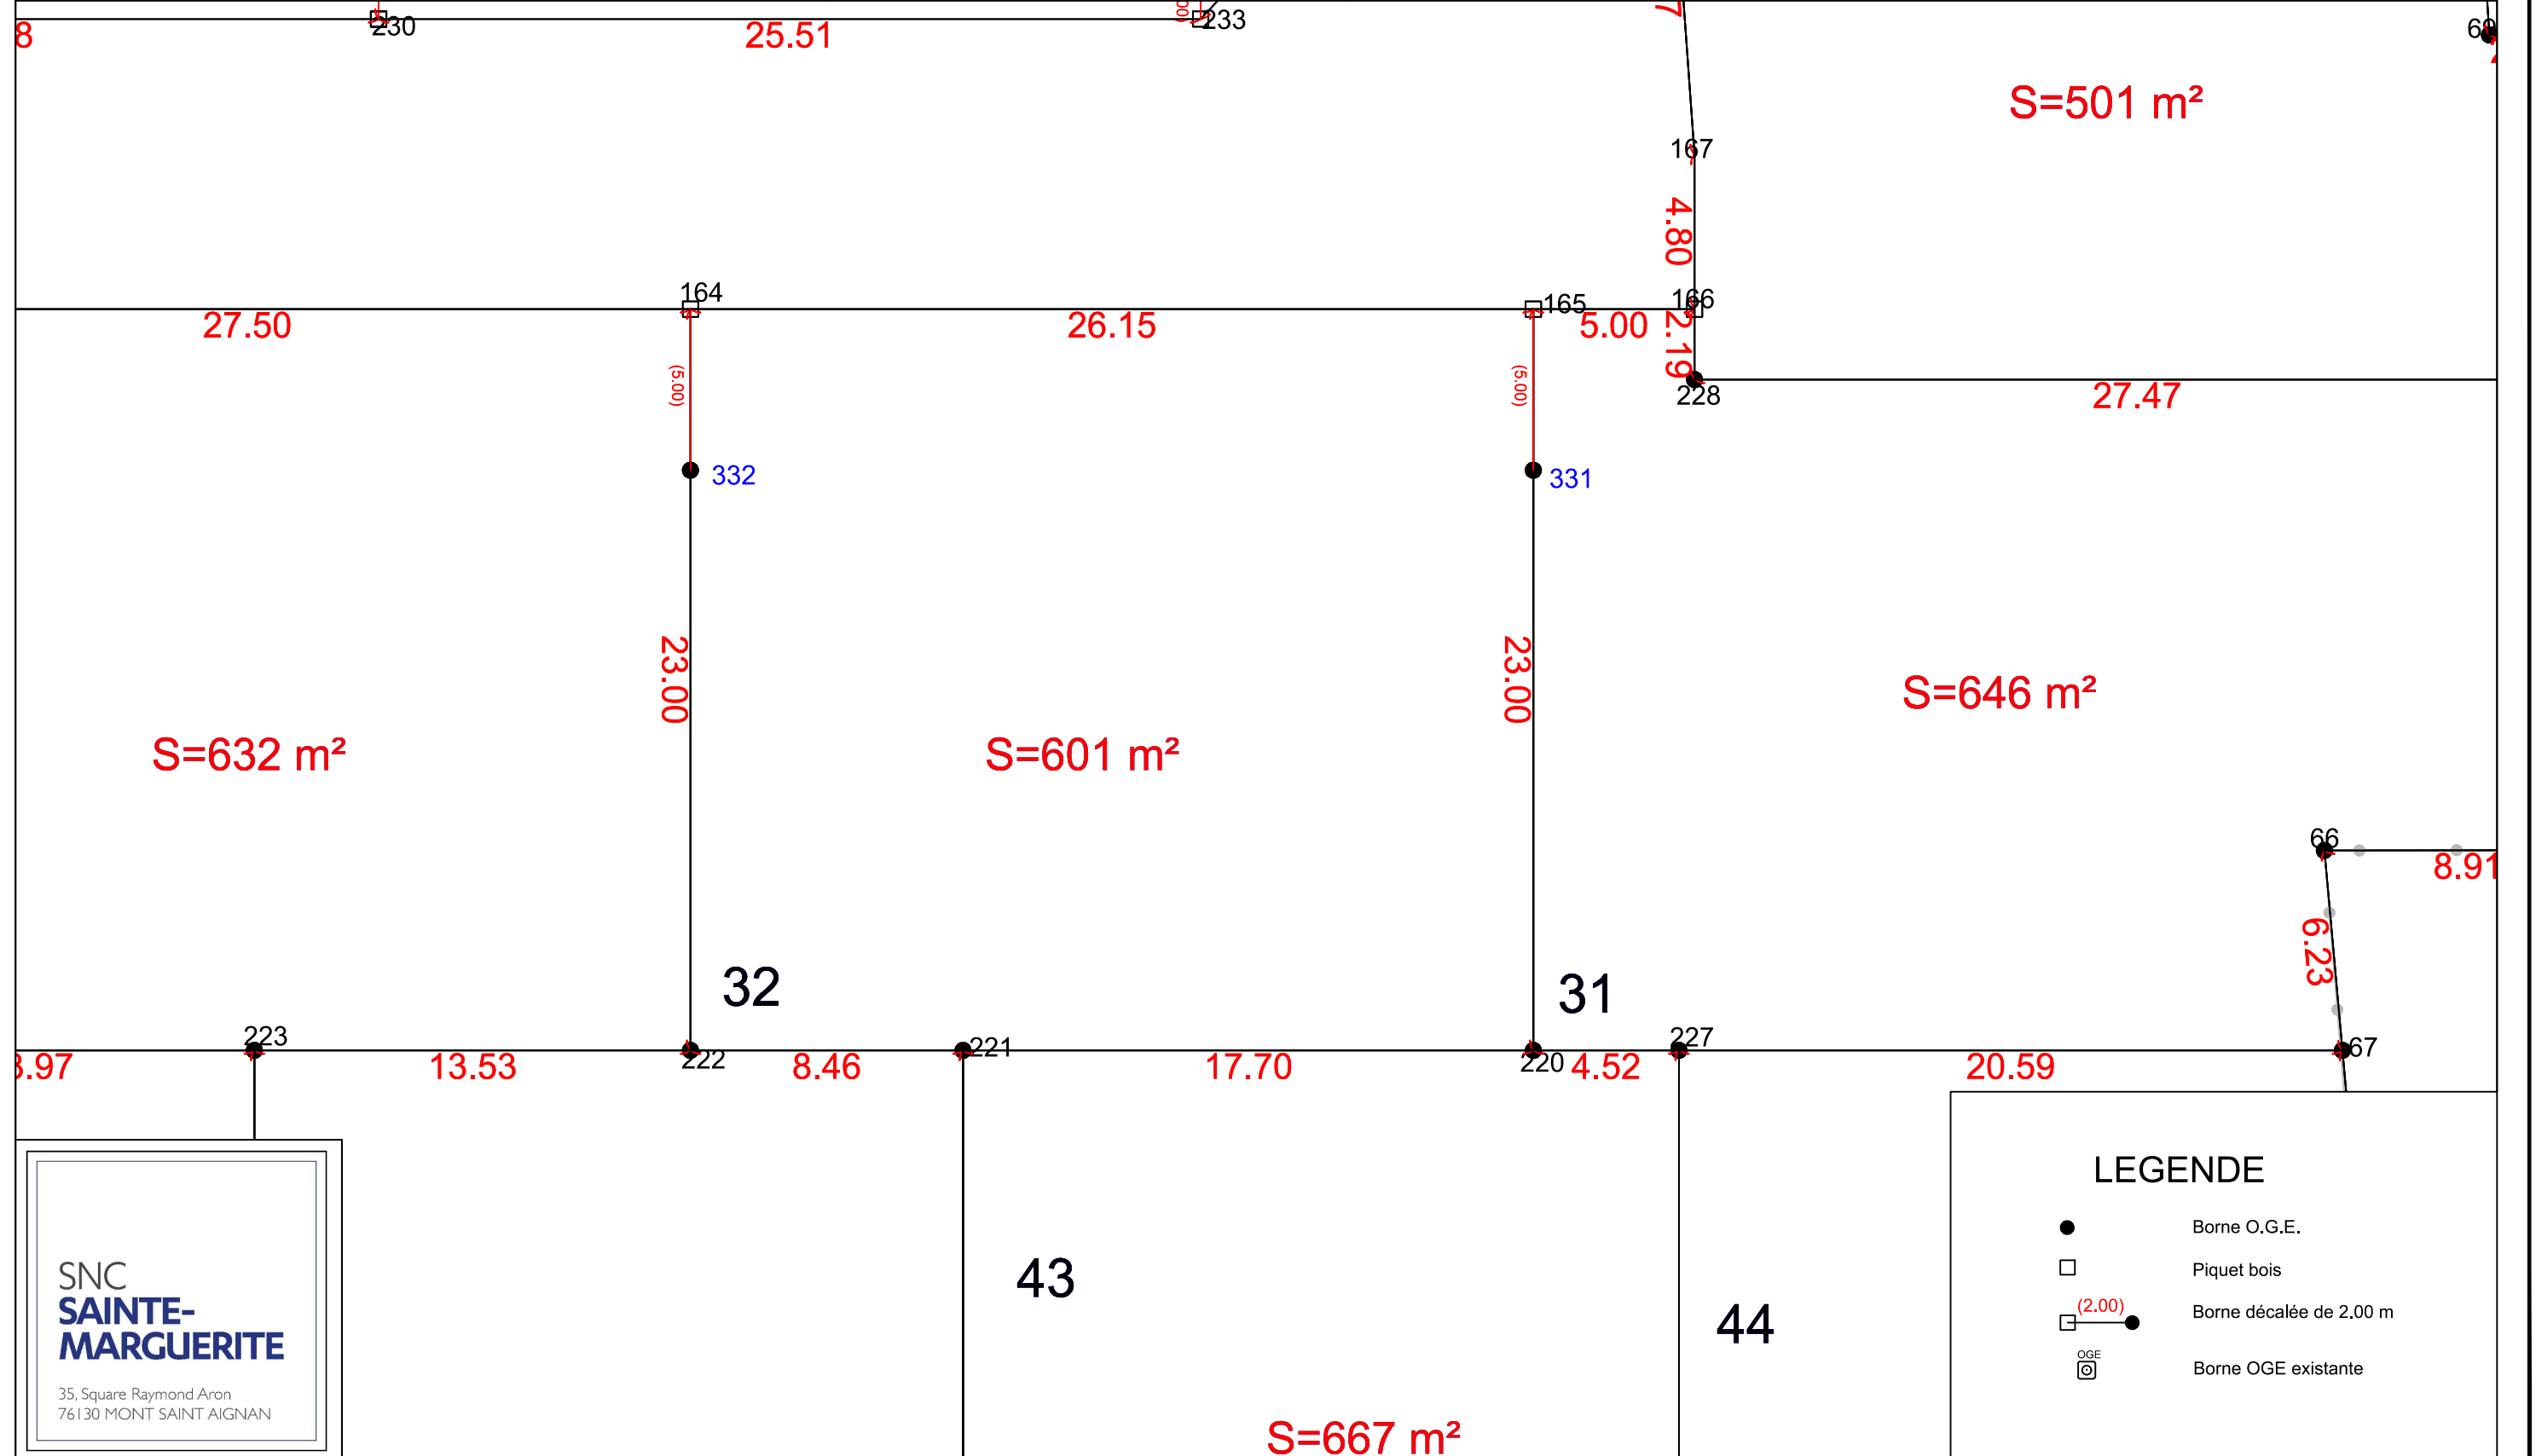 230
25.51
233
8
7
69
S=501 m²
167
4.80
164
165
166
27.50
26.15
5.00
2.19
228
27.47
(5.00)
(5.00)
332
331
23.00
23.00
S=646 m²
S=632 m²
S=601 m²
66
8.91
6.23
32
31
223
222
221
220
227
67
.97
13.53
8.46
17.70
4.52
20.59
43
44
S=667 m²
SNC
SAINTE-
MARGUERITE
35, Square Raymond Aron
76130 MONT SAINT AIGNAN
LEGENDE
Borne O.G.E.
Piquet bois
(2.00)
Borne décalée de 2.00 m
OGE
Borne OGE existante